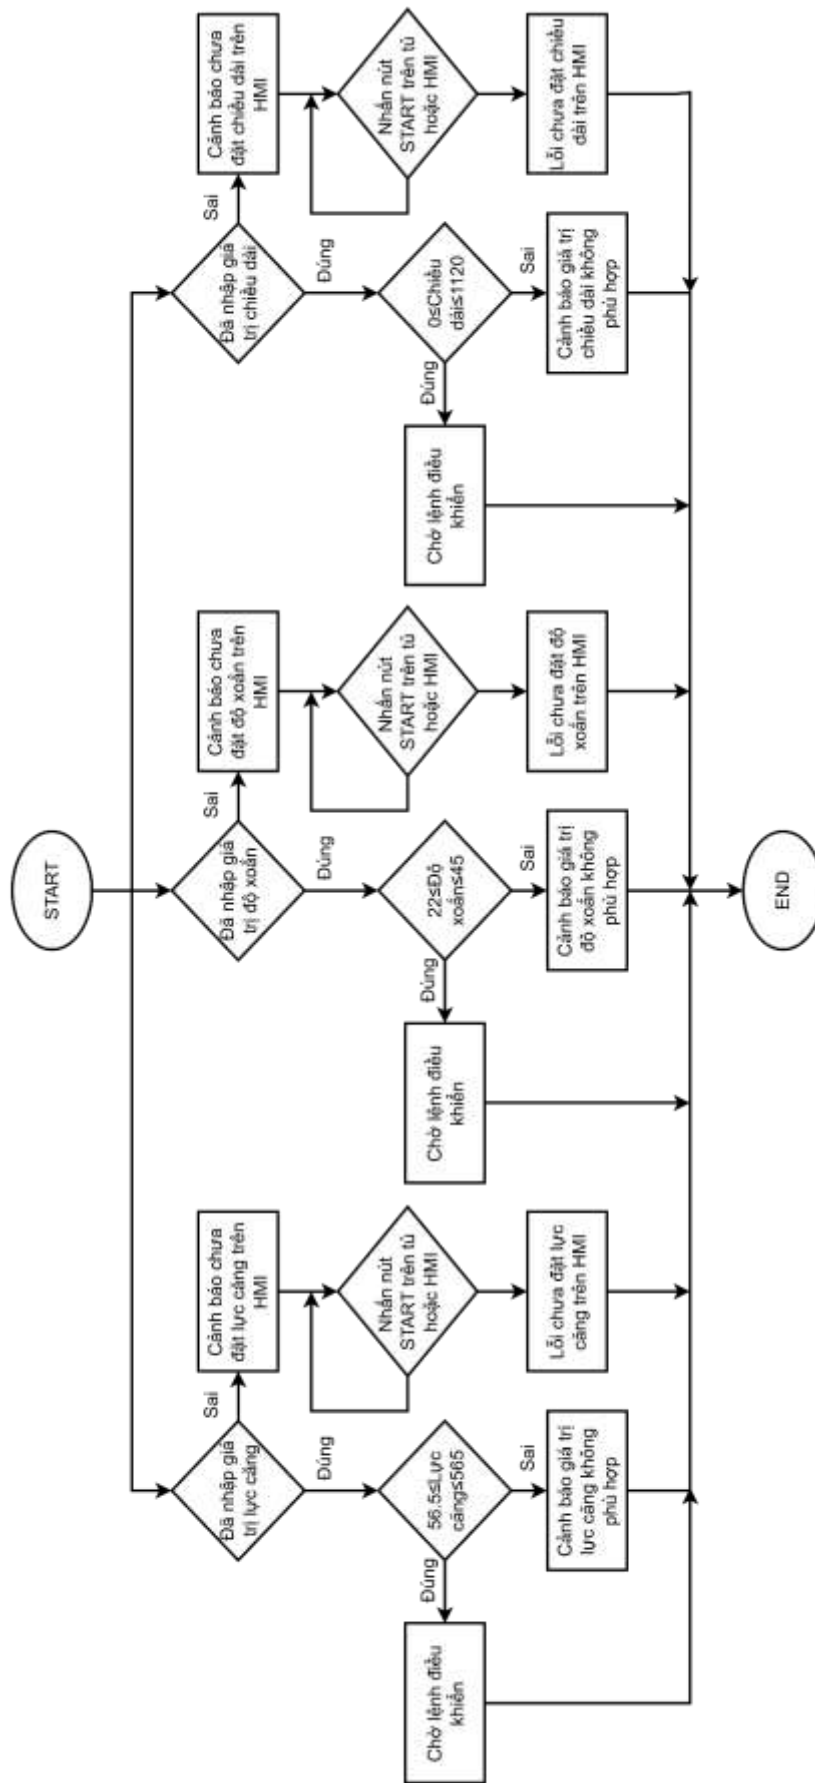 START
Đã nhập giá
trị lực căng
Sai
Cảnh báo chưa
đặt lực căng trên
HMI
Nhấn nút
START trên tủ
hoặc HMI
Lỗi chưa đặt lực
căng trên HMI
Đúng
56.5≤Lực
căng≤565
Sai
Cảnh báo giá trị
lực căng không
phù hợp
Đúng
Chờ lệnh điều
khiển
Đã nhập giá
trị độ xoắn
Sai
Cảnh báo chưa
đặt độ xoắn trên
HMI
Nhấn nút
START trên tủ
hoặc HMI
Lỗi chưa đặt độ
xoắn trên HMI
Đúng
22≤Độ
xoắn≤45
Sai
Cảnh báo giá trị
độ xoắn không
phù hợp
Đúng
Chờ lệnh điều
khiển
Đã nhập giá
trị chiều dài
Sai
Cảnh báo chưa
đặt chiều dài trên
HMI
Nhấn nút
START trên tủ
hoặc HMI
Lỗi chưa đặt chiều
dài trên HMI
Đúng
0≤Chiều
dài≤1120
Sai
Cảnh báo giá trị
chiều dài không
phù hợp
Đúng
Chờ lệnh điều
khiển
END